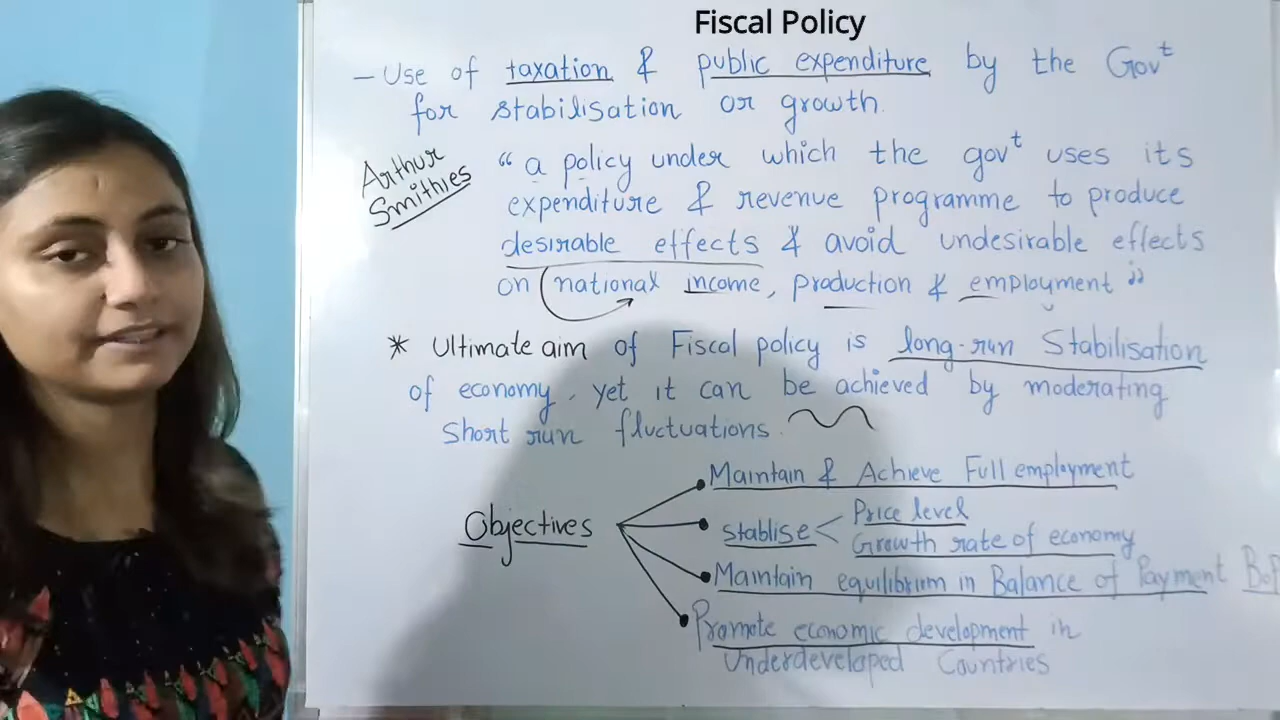 Fiscal Policy
– Use of taxation & public expenditure by the Govt
for stabilisation or growth.
Arthur
Smithies
“ a policy under which the govt uses its
expenditure & revenue programme to produce
desirable effects & avoid undesirable effects
on national income, production & employment ”
* Ultimate aim of Fiscal policy is long-run Stabilisation
of economy, yet it can be achieved by moderating
short run fluctuations.
Objectives
Maintain & Achieve Full employment
Stablise < Price level
Growth rate of economy
Maintain equilibrium in Balance of Payment BoP
Promote economic development in
Underdeveloped Countries